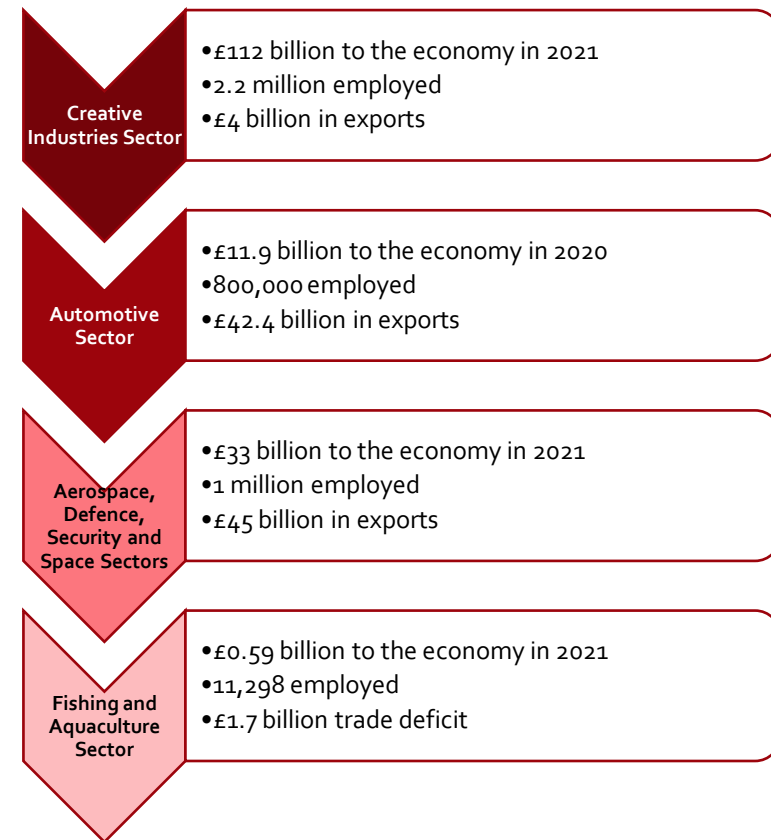 Creative
Industries Sector
•£112 billion to the economy in 2021
•2.2 million employed
•£4 billion in exports
Automotive
Sector
•£11.9 billion to the economy in 2020
•800,000 employed
•£42.4 billion in exports
Aerospace,
Defence,
Security and
Space Sectors
•£33 billion to the economy in 2021
•1 million employed
•£45 billion in exports
Fishing and
Aquaculture
Sector
•£0.59 billion to the economy in 2021
•11,298 employed
•£1.7 billion trade deficit